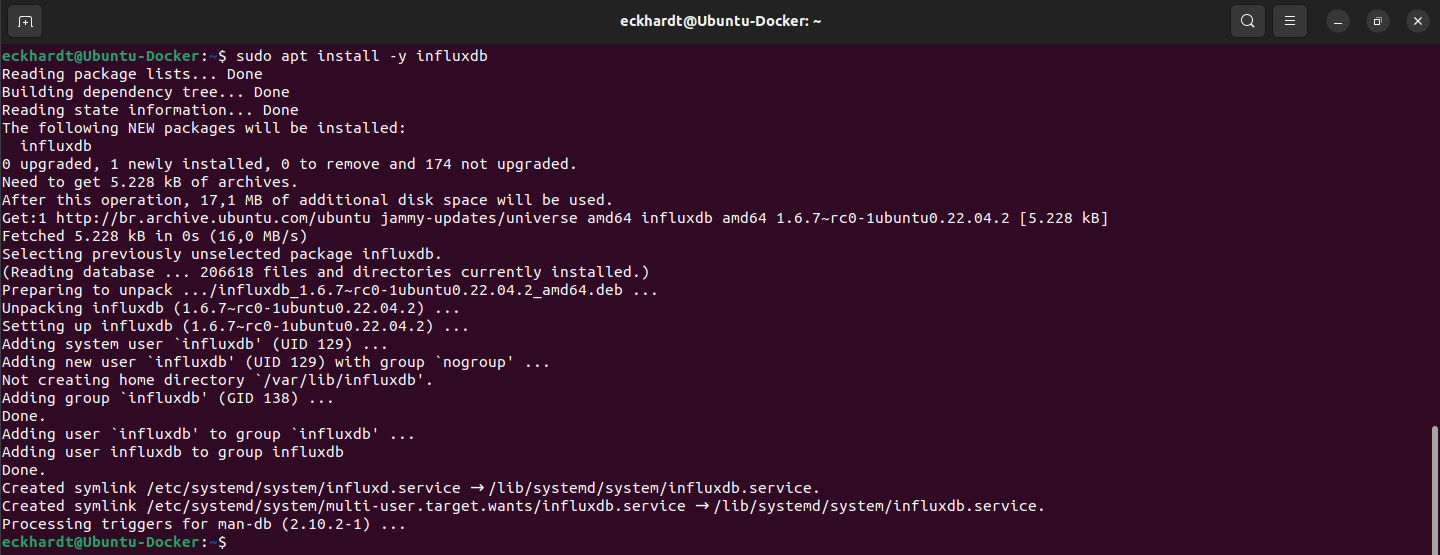 eckhardt@Ubuntu-Docker: ~
eckhardt@Ubuntu-Docker:~$ sudo apt install -y influxdb
Reading package lists... Done
Building dependency tree... Done
Reading state information... Done
The following NEW packages will be installed:
  influxdb
0 upgraded, 1 newly installed, 0 to remove and 174 not upgraded.
Need to get 5.228 kB of archives.
After this operation, 17,1 MB of additional disk space will be used.
Get:1 http://br.archive.ubuntu.com/ubuntu jammy-updates/universe amd64 influxdb amd64 1.6.7~rc0-1ubuntu0.22.04.2 [5.228 kB]
Fetched 5.228 kB in 0s (16,0 MB/s)
Selecting previously unselected package influxdb.
(Reading database ... 206618 files and directories currently installed.)
Preparing to unpack .../influxdb_1.6.7~rc0-1ubuntu0.22.04.2_amd64.deb ...
Unpacking influxdb (1.6.7~rc0-1ubuntu0.22.04.2) ...
Setting up influxdb (1.6.7~rc0-1ubuntu0.22.04.2) ...
Adding system user `influxdb' (UID 129) ...
Adding new user `influxdb' (UID 129) with group `nogroup' ...
Not creating home directory `/var/lib/influxdb'.
Adding group `influxdb' (GID 138) ...
Done.
Adding user `influxdb' to group `influxdb' ...
Adding user influxdb to group influxdb
Done.
Created symlink /etc/systemd/system/influxd.service → /lib/systemd/system/influxdb.service.
Created symlink /etc/systemd/system/multi-user.target.wants/influxdb.service → /lib/systemd/system/influxdb.service.
Processing triggers for man-db (2.10.2-1) ...
eckhardt@Ubuntu-Docker:~$